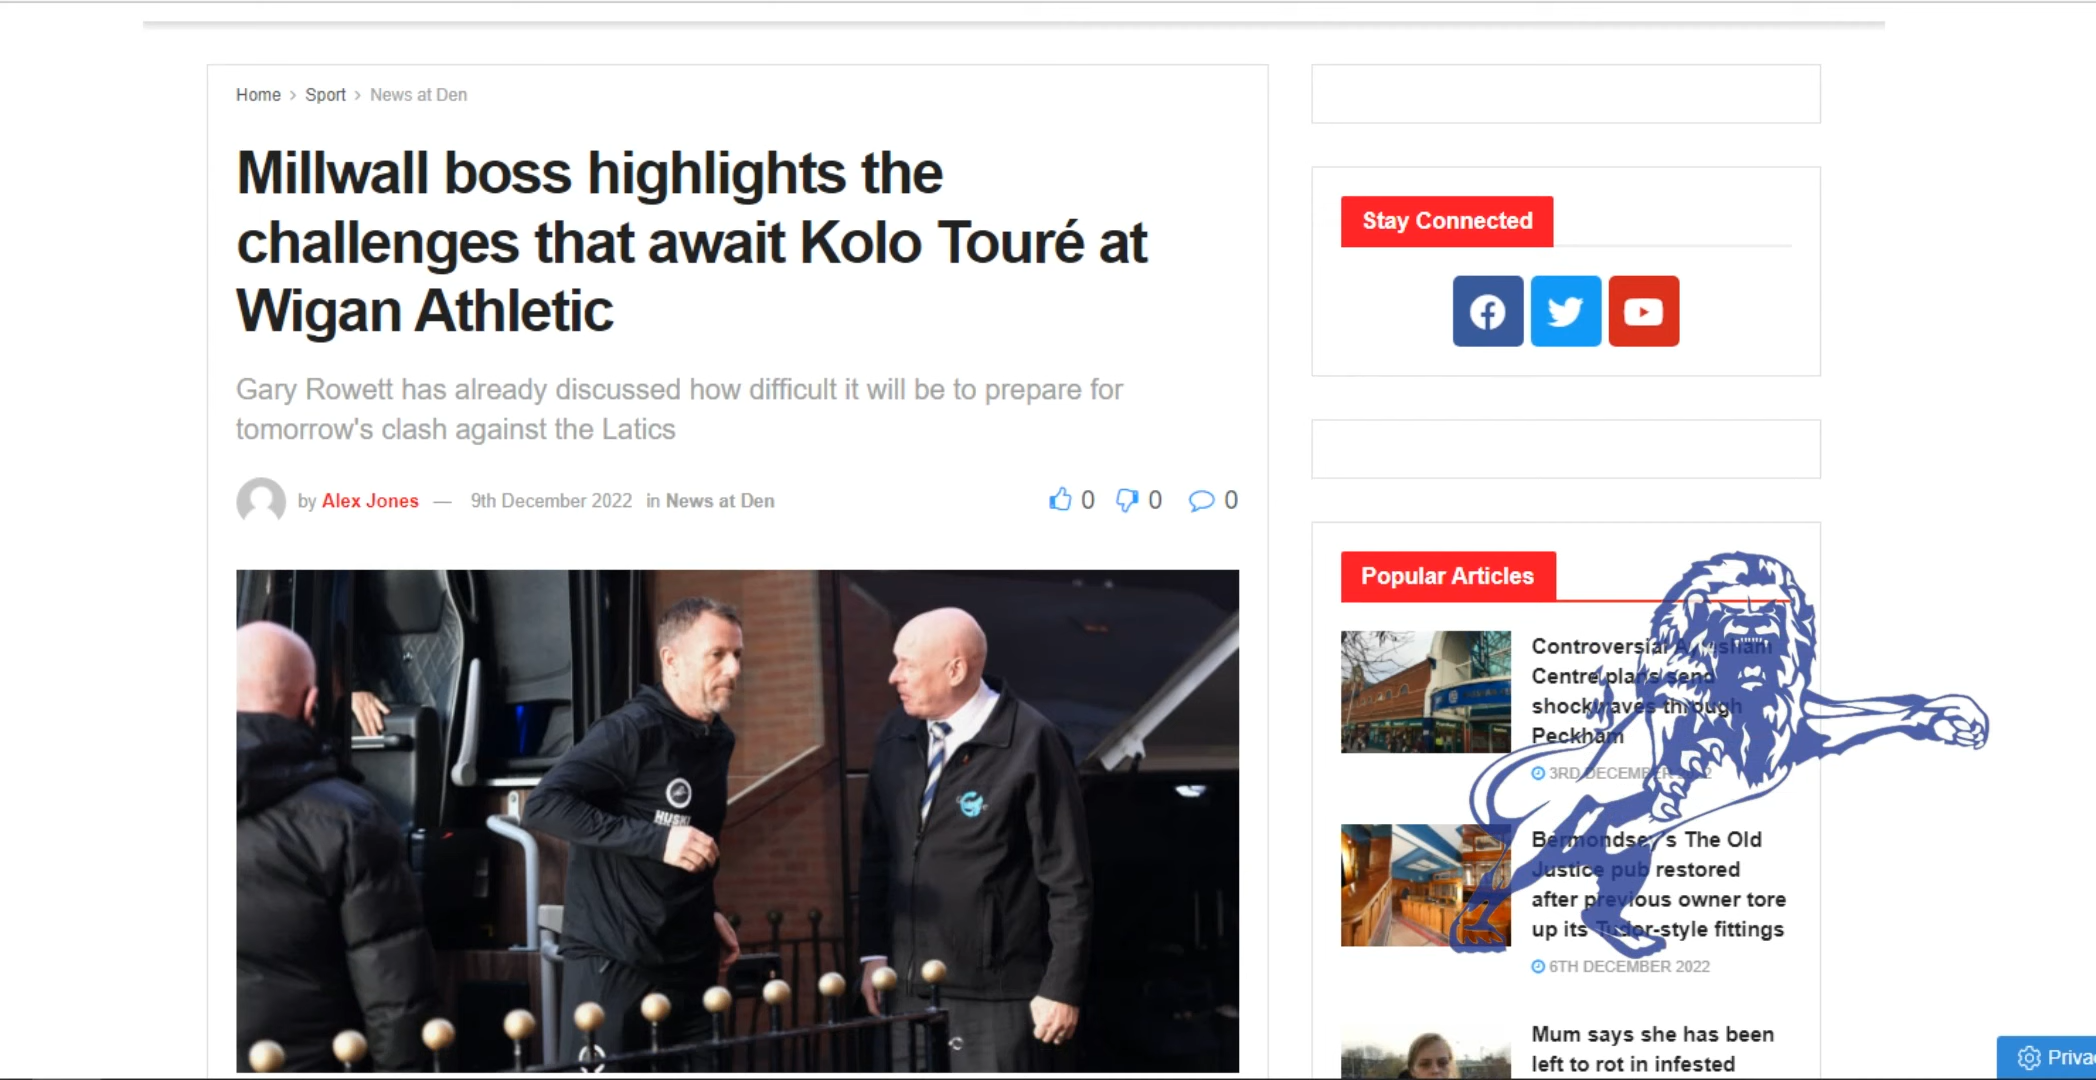 Home > Sport > News at Den
Millwall boss highlights the
challenges that await Kolo Touré at
Wigan Athletic
Gary Rowett has already discussed how difficult it will be to prepare for
tomorrow's clash against the Latics
by Alex Jones — 9th December 2022 in News at Den
0 0 0
HUSKI
Stay Connected
Popular Articles
Controversial
Centre plans send
shockwaves through
Peckham
3RD DECEMBER
Bermondsey's The Old
Justice pub restored
after previous owner tore
up its Tudor-style fittings
6TH DECEMBER 2022
Mum says she has been
left to rot in infested
Priva